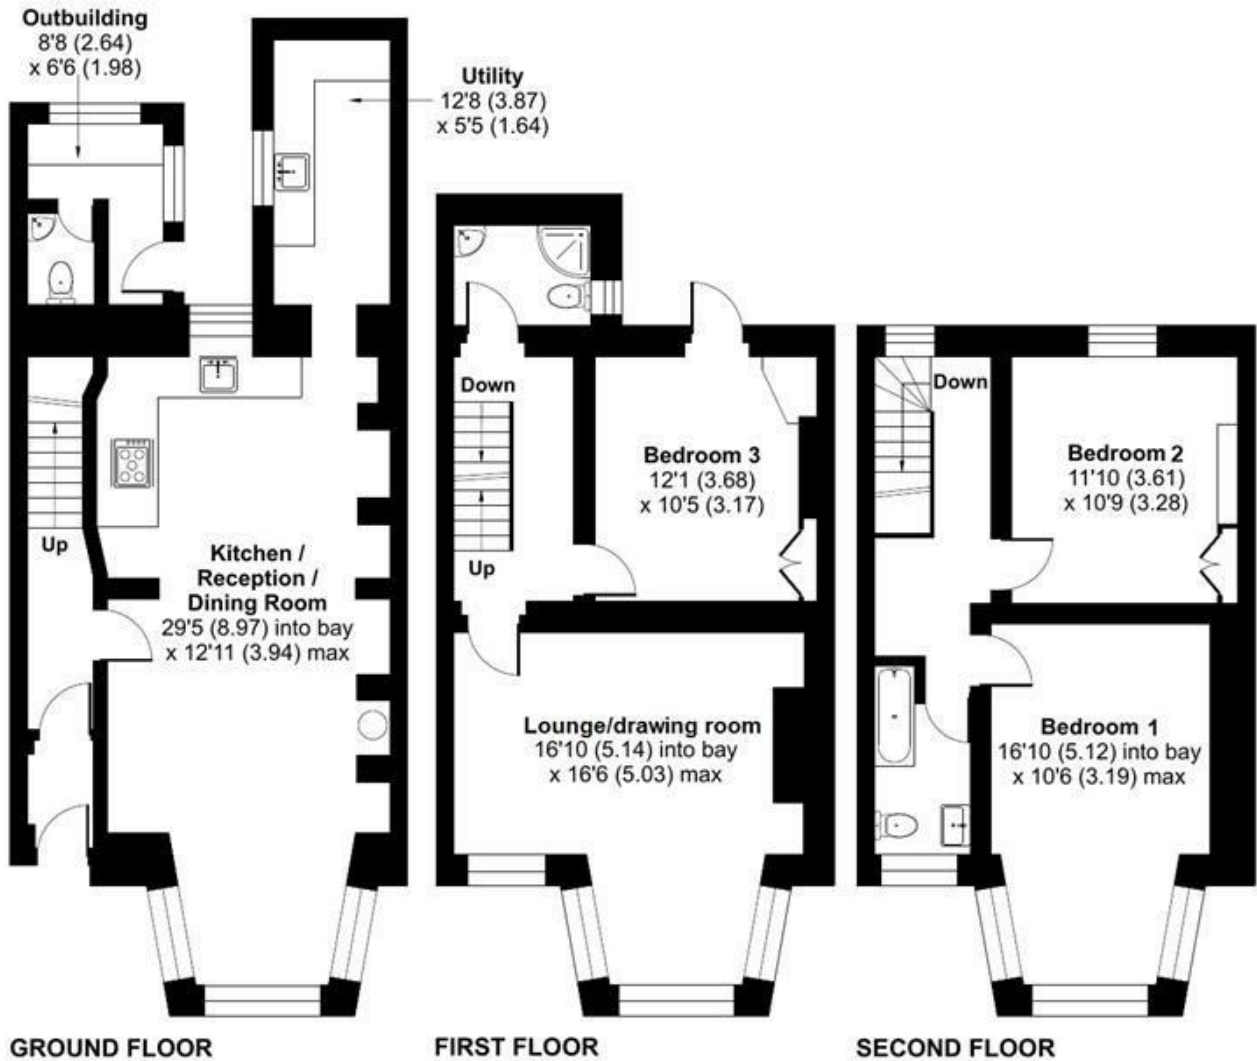 Outbuilding
8'8 (2.64)
x 6'6 (1.98)
Utility
12'8 (3.87)
x 5'5 (1.64)
Up
Kitchen /
Reception /
Dining Room
29'5 (8.97) into bay
x 12'11 (3.94) max
GROUND FLOOR
Down
Up
Bedroom 3
12'1 (3.68)
x 10'5 (3.17)
Lounge/drawing room
16'10 (5.14) into bay
x 16'6 (5.03) max
FIRST FLOOR
Down
Bedroom 2
11'10 (3.61)
x 10'9 (3.28)
Bedroom 1
16'10 (5.12) into bay
x 10'6 (3.19) max
SECOND FLOOR